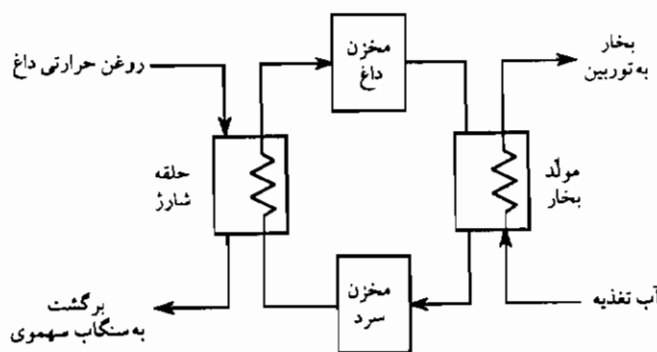 روغن حرارتی داغ
مخزن
داغ
بخار
به توربین
حلقه
شارژ
مولّد
بخار
برگشت
به سنگاب سهموی
مخزن
سرد
آب تغذیه